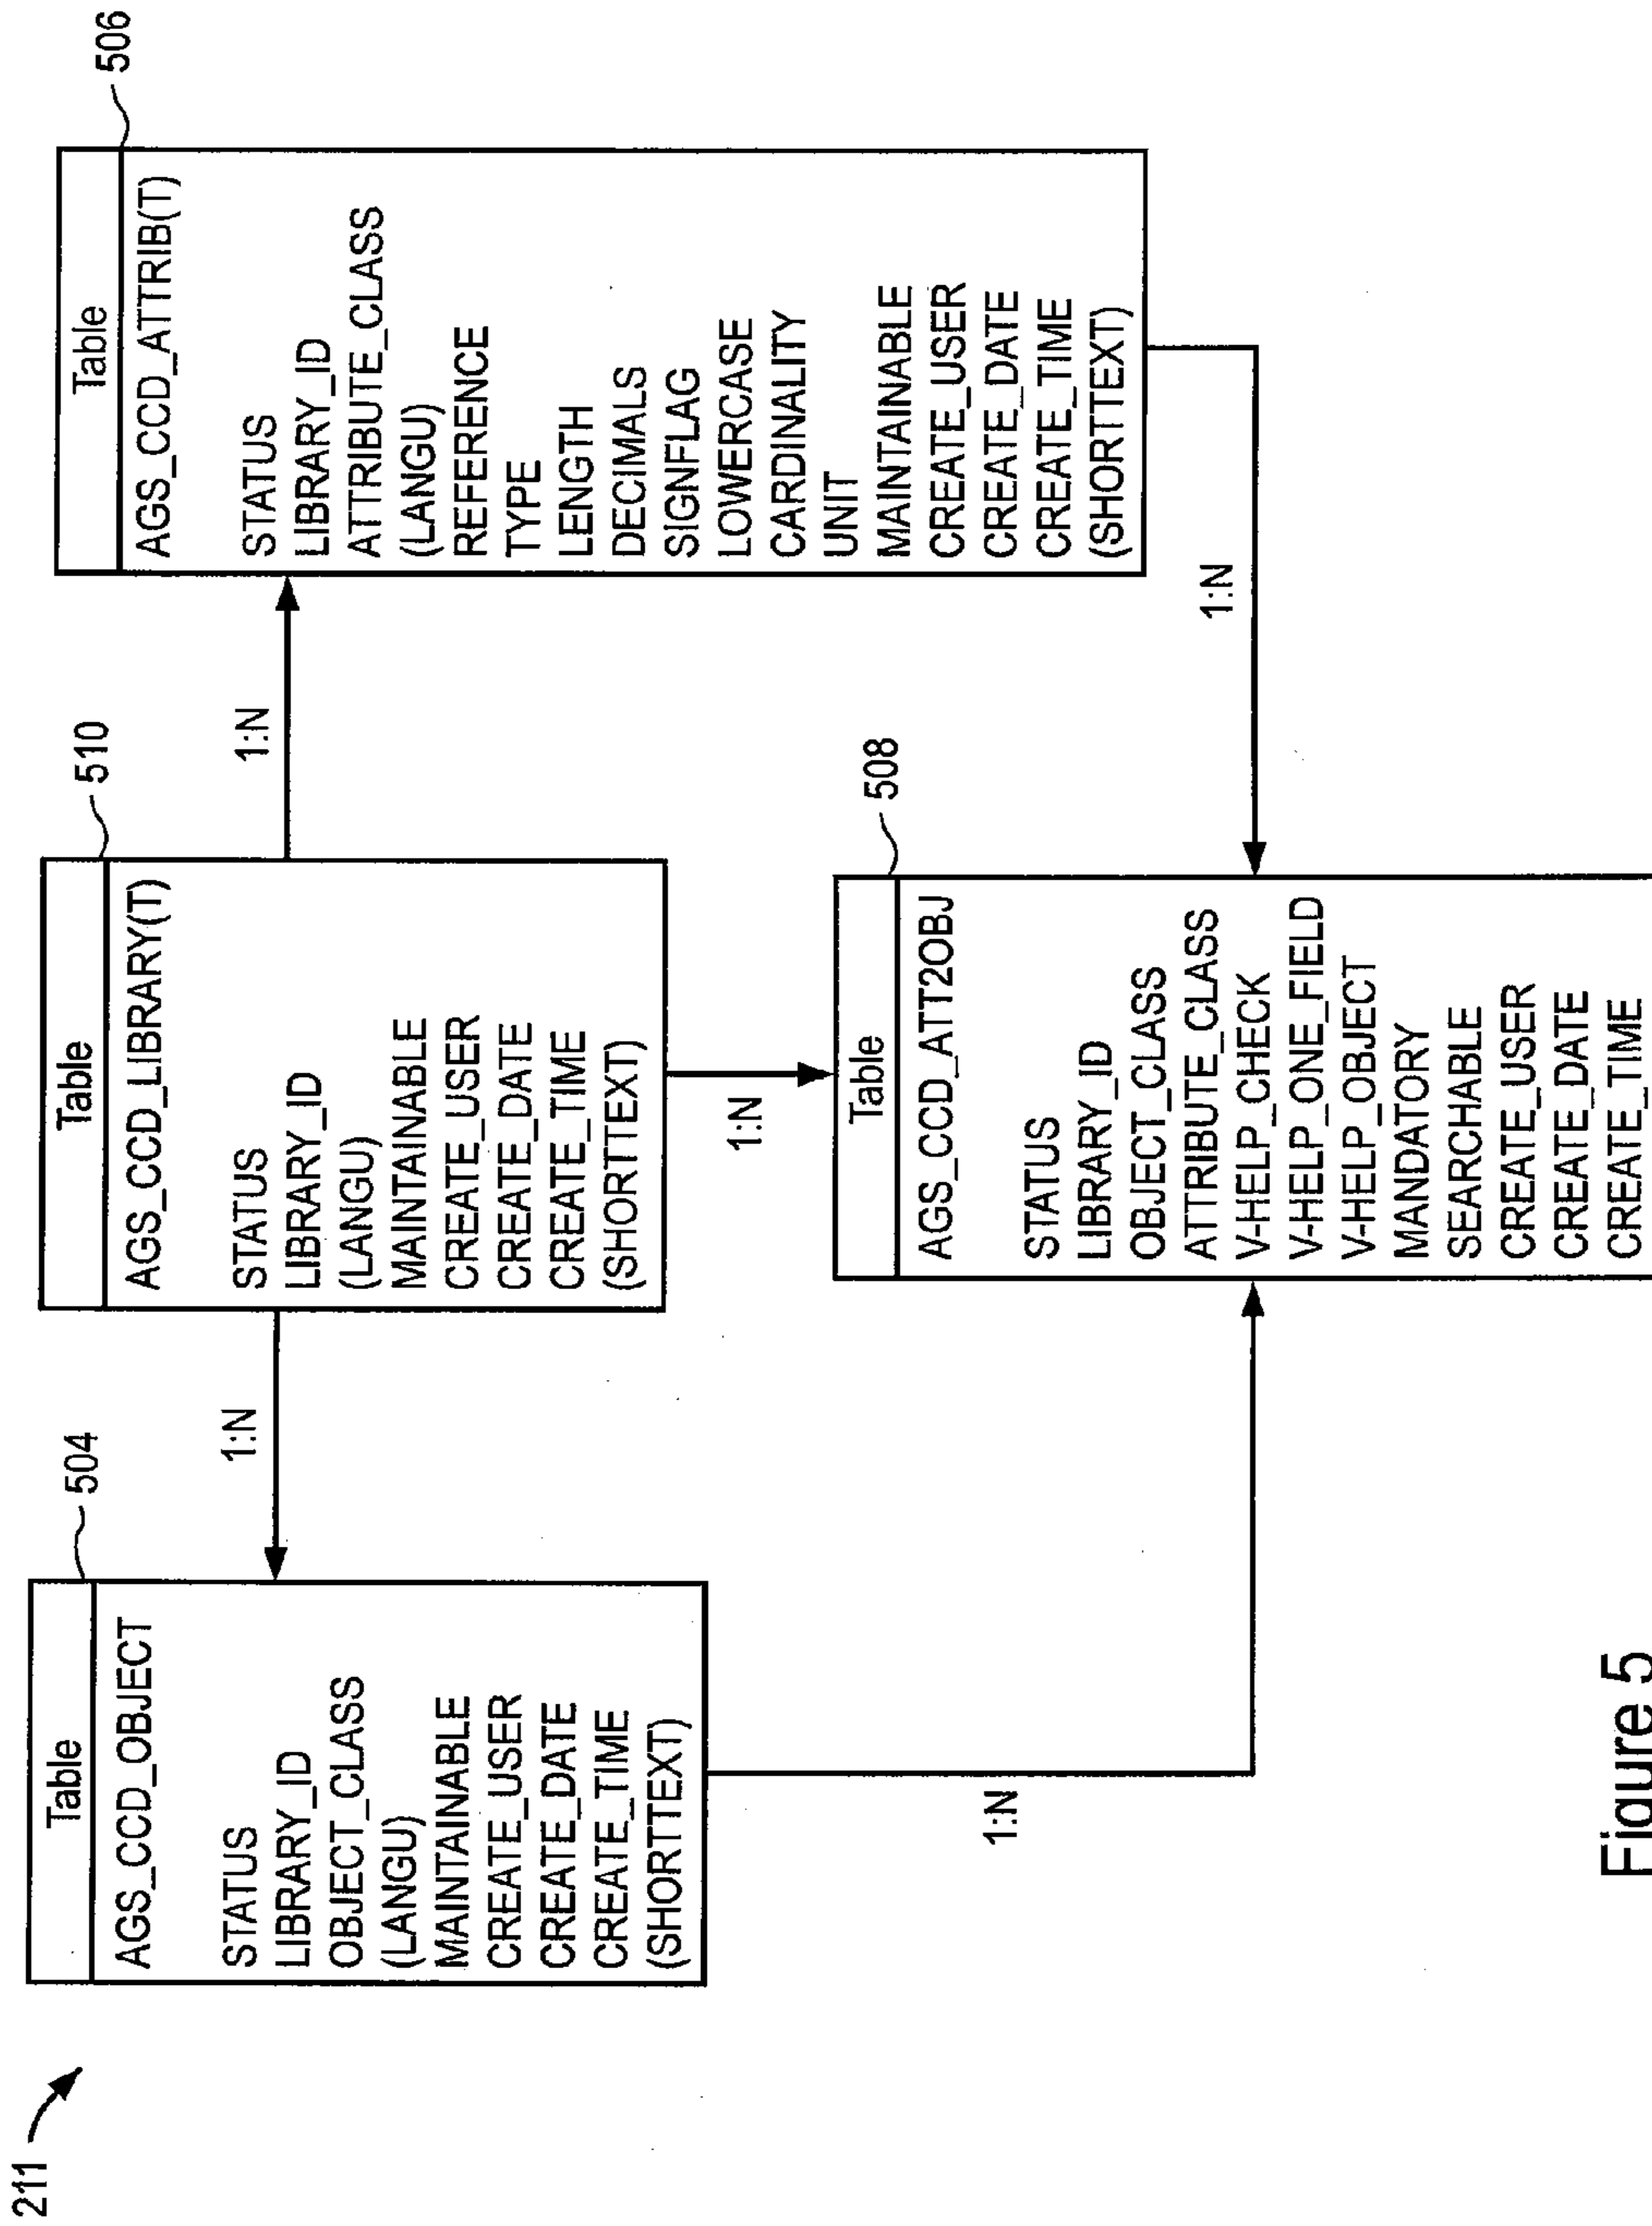 211
504
Table
AGS_CCD_OBJECT
STATUS
LIBRARY_ID
OBJECT_CLASS
(LANGU)
MAINTAINABLE
CREATE_USER
CREATE_DATE
CREATE_TIME
(SHORTTEXT)
1:N
510
Table
AGS_CCD_LIBRARY(T)
STATUS
LIBRARY_ID
(LANGU)
MAINTAINABLE
CREATE_USER
CREATE_DATE
CREATE_TIME
(SHORTTEXT)
1:N
506
Table
AGS_CCD_ATTRIB(T)
STATUS
LIBRARY_ID
ATTRIBUTE_CLASS
(LANGU)
REFERENCE
TYPE
LENGTH
DECIMALS
SIGNFLAG
LOWERCASE
CARDINALITY
UNIT
MAINTAINABLE
CREATE_USER
CREATE_DATE
CREATE_TIME
(SHORTTEXT)
1:N
1:N
1:N
508
Table
AGS_CCD_ATT2OBJ
STATUS
LIBRARY_ID
OBJECT_CLASS
ATTRIBUTE_CLASS
V-HELP_CHECK
V-HELP_ONE_FIELD
V-HELP_OBJECT
MANDATORY
SEARCHABLE
CREATE_USER
CREATE_DATE
CREATE_TIME
Figure 5